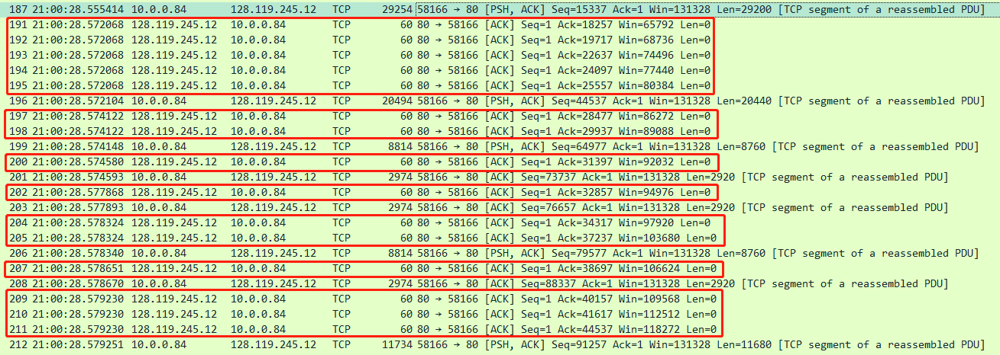 187 21:00:28.555414 10.0.0.84 128.119.245.12 TCP 29254 58166 → 80 [PSH, ACK] Seq=15337 Ack=1 Win=131328 Len=29200 [TCP segment of a reassembled PDU]
191 21:00:28.572068 128.119.245.12 10.0.0.84 TCP 60 80 → 58166 [ACK] Seq=1 Ack=18257 Win=65792 Len=0
192 21:00:28.572068 128.119.245.12 10.0.0.84 TCP 60 80 → 58166 [ACK] Seq=1 Ack=19717 Win=68736 Len=0
193 21:00:28.572068 128.119.245.12 10.0.0.84 TCP 60 80 → 58166 [ACK] Seq=1 Ack=22637 Win=74496 Len=0
194 21:00:28.572068 128.119.245.12 10.0.0.84 TCP 60 80 → 58166 [ACK] Seq=1 Ack=24097 Win=77440 Len=0
195 21:00:28.572068 128.119.245.12 10.0.0.84 TCP 60 80 → 58166 [ACK] Seq=1 Ack=25557 Win=80384 Len=0
196 21:00:28.572104 10.0.0.84 128.119.245.12 TCP 20494 58166 → 80 [PSH, ACK] Seq=44537 Ack=1 Win=131328 Len=20440 [TCP segment of a reassembled PDU]
197 21:00:28.574122 128.119.245.12 10.0.0.84 TCP 60 80 → 58166 [ACK] Seq=1 Ack=28477 Win=86272 Len=0
198 21:00:28.574122 128.119.245.12 10.0.0.84 TCP 60 80 → 58166 [ACK] Seq=1 Ack=29937 Win=89088 Len=0
199 21:00:28.574148 10.0.0.84 128.119.245.12 TCP 8814 58166 → 80 [PSH, ACK] Seq=64977 Ack=1 Win=131328 Len=8760 [TCP segment of a reassembled PDU]
200 21:00:28.574580 128.119.245.12 10.0.0.84 TCP 60 80 → 58166 [ACK] Seq=1 Ack=31397 Win=92032 Len=0
201 21:00:28.574593 10.0.0.84 128.119.245.12 TCP 2974 58166 → 80 [ACK] Seq=73737 Ack=1 Win=131328 Len=2920 [TCP segment of a reassembled PDU]
202 21:00:28.577868 128.119.245.12 10.0.0.84 TCP 60 80 → 58166 [ACK] Seq=1 Ack=32857 Win=94976 Len=0
203 21:00:28.577893 10.0.0.84 128.119.245.12 TCP 2974 58166 → 80 [ACK] Seq=76657 Ack=1 Win=131328 Len=2920 [TCP segment of a reassembled PDU]
204 21:00:28.578324 128.119.245.12 10.0.0.84 TCP 60 80 → 58166 [ACK] Seq=1 Ack=34317 Win=97920 Len=0
205 21:00:28.578324 128.119.245.12 10.0.0.84 TCP 60 80 → 58166 [ACK] Seq=1 Ack=37237 Win=103680 Len=0
206 21:00:28.578340 10.0.0.84 128.119.245.12 TCP 8814 58166 → 80 [PSH, ACK] Seq=79577 Ack=1 Win=131328 Len=8760 [TCP segment of a reassembled PDU]
207 21:00:28.578651 128.119.245.12 10.0.0.84 TCP 60 80 → 58166 [ACK] Seq=1 Ack=38697 Win=106624 Len=0
208 21:00:28.578670 10.0.0.84 128.119.245.12 TCP 2974 58166 → 80 [ACK] Seq=88337 Ack=1 Win=131328 Len=2920 [TCP segment of a reassembled PDU]
209 21:00:28.579230 128.119.245.12 10.0.0.84 TCP 60 80 → 58166 [ACK] Seq=1 Ack=40157 Win=109568 Len=0
210 21:00:28.579230 128.119.245.12 10.0.0.84 TCP 60 80 → 58166 [ACK] Seq=1 Ack=41617 Win=112512 Len=0
211 21:00:28.579230 128.119.245.12 10.0.0.84 TCP 60 80 → 58166 [ACK] Seq=1 Ack=44537 Win=118272 Len=0
212 21:00:28.579251 10.0.0.84 128.119.245.12 TCP 11734 58166 → 80 [PSH, ACK] Seq=91257 Ack=1 Win=131328 Len=11680 [TCP segment of a reassembled PDU]